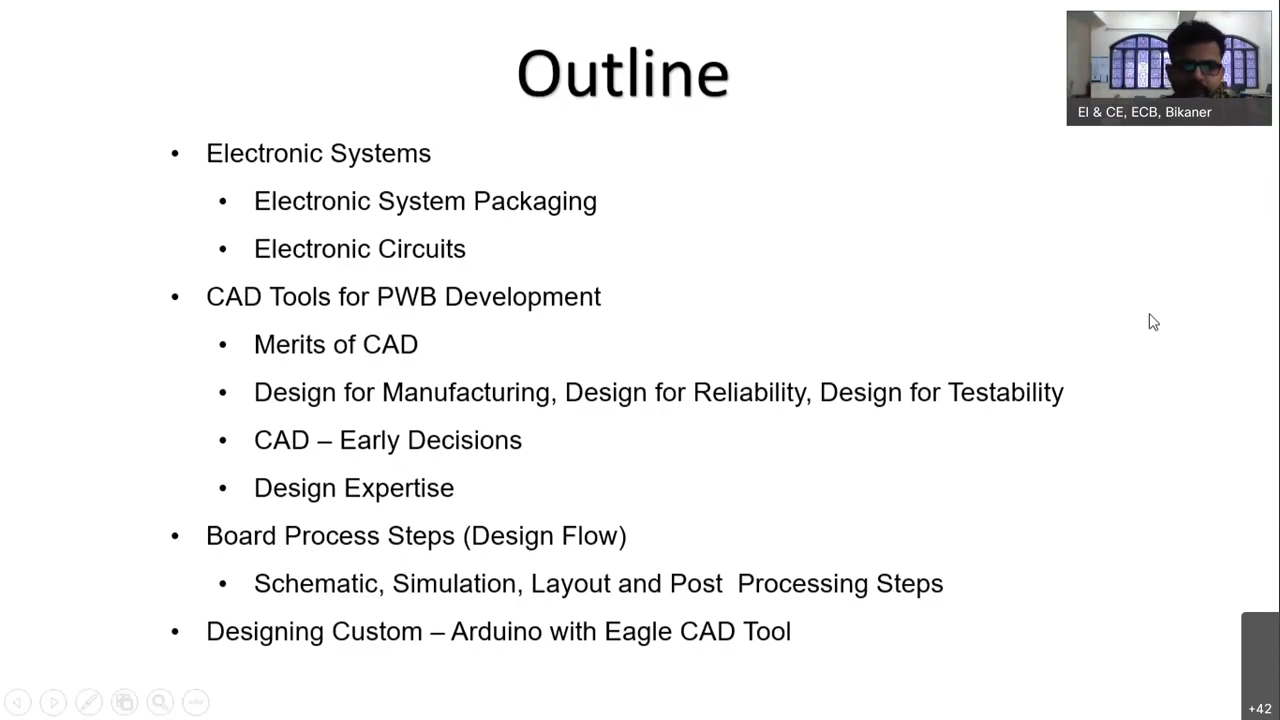 Outline
EI & CE, ECB, Bikaner
• Electronic Systems
• Electronic System Packaging
• Electronic Circuits
• CAD Tools for PWB Development
• Merits of CAD
• Design for Manufacturing, Design for Reliability, Design for Testability
• CAD – Early Decisions
• Design Expertise
• Board Process Steps (Design Flow)
• Schematic, Simulation, Layout and Post  Processing Steps
• Designing Custom – Arduino with Eagle CAD Tool
+42